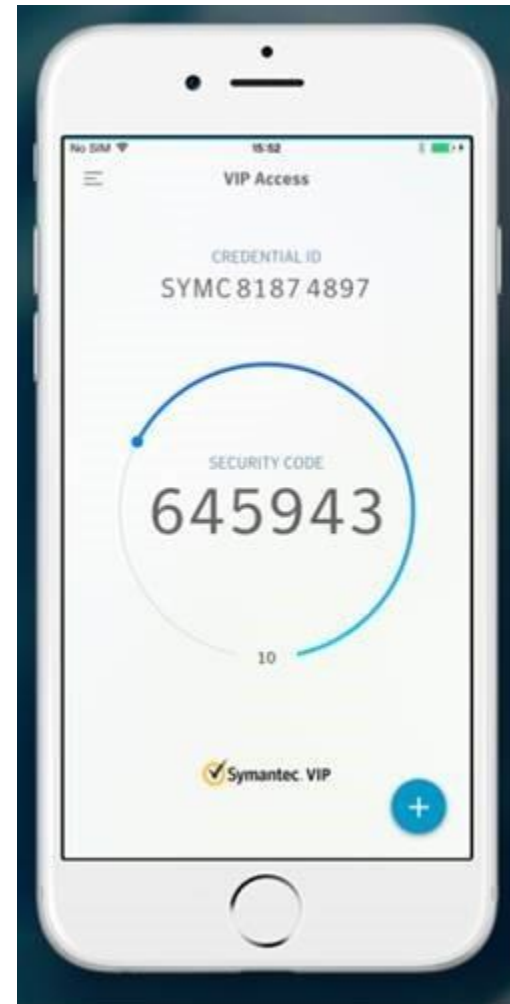 No SIM 15:52
VIP Access
CREDENTIAL ID
SYMC 8187 4897
SECURITY CODE
645943
10
Symantec. VIP
+